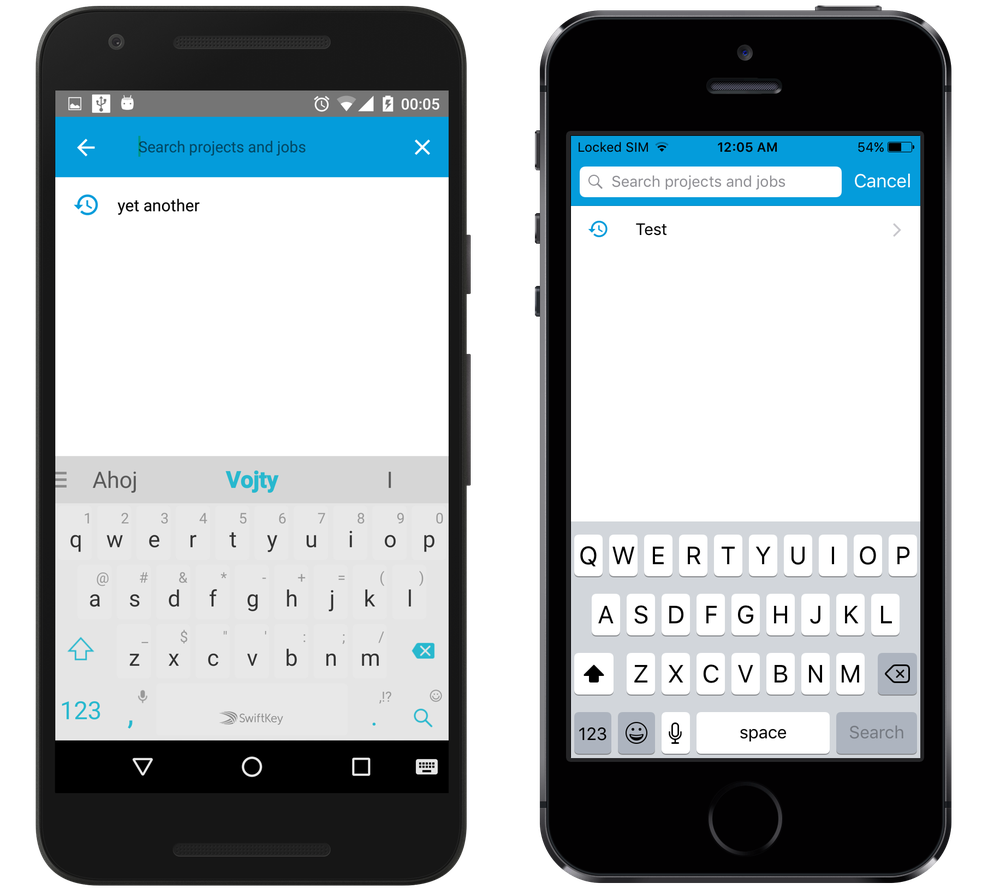 00:05
Search projects and jobs
yet another
Ahoj Vojty I
1 2 3 4 5 6 7 8 9 0
q w e r t y u i o p
@ # & * - + = ( )
a s d f g h j k l
_ $ " ' : ; /
z x c v b n m
,!?
123 , SwiftKey .
Locked SIM 12:05 AM 54%
Search projects and jobs Cancel
Test
Q W E R T Y U I O P
A S D F G H J K L
Z X C V B N M
123 space Search